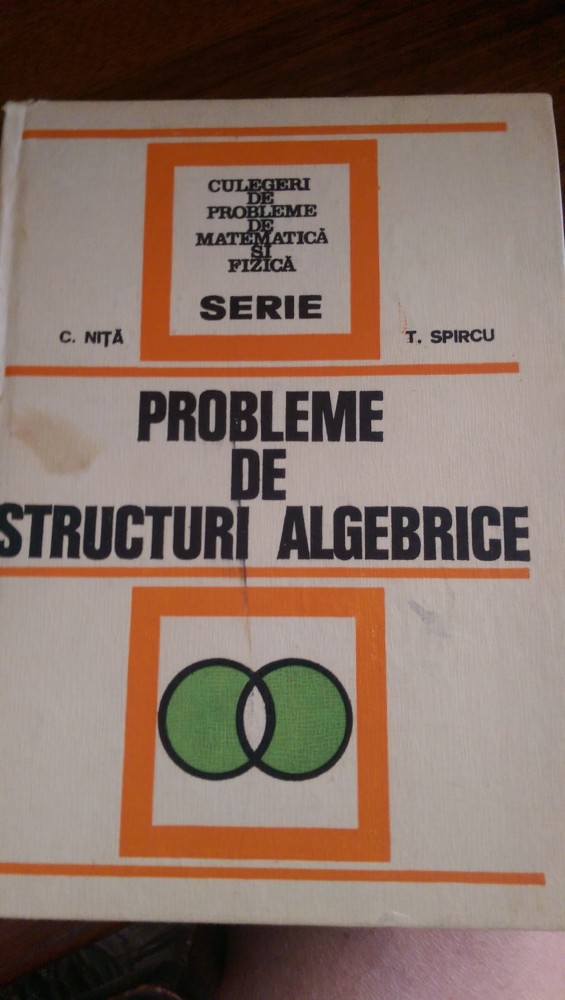 CULEGERI
DE
PROBLEME
DE
MATEMATICĂ
ȘI
FIZICĂ
SERIE
C. NIȚĂ
T. SPIRCU
PROBLEME
DE
STRUCTURI ALGEBRICE